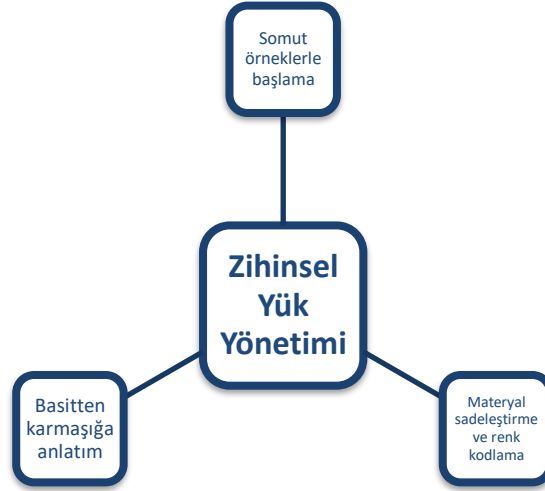 Somut
örneklerle
başlama
Zihinsel
Yük
Yönetimi
Basitten
karmaşığa
anlatım
Materyal
sadeleştirme
ve renk
kodlama